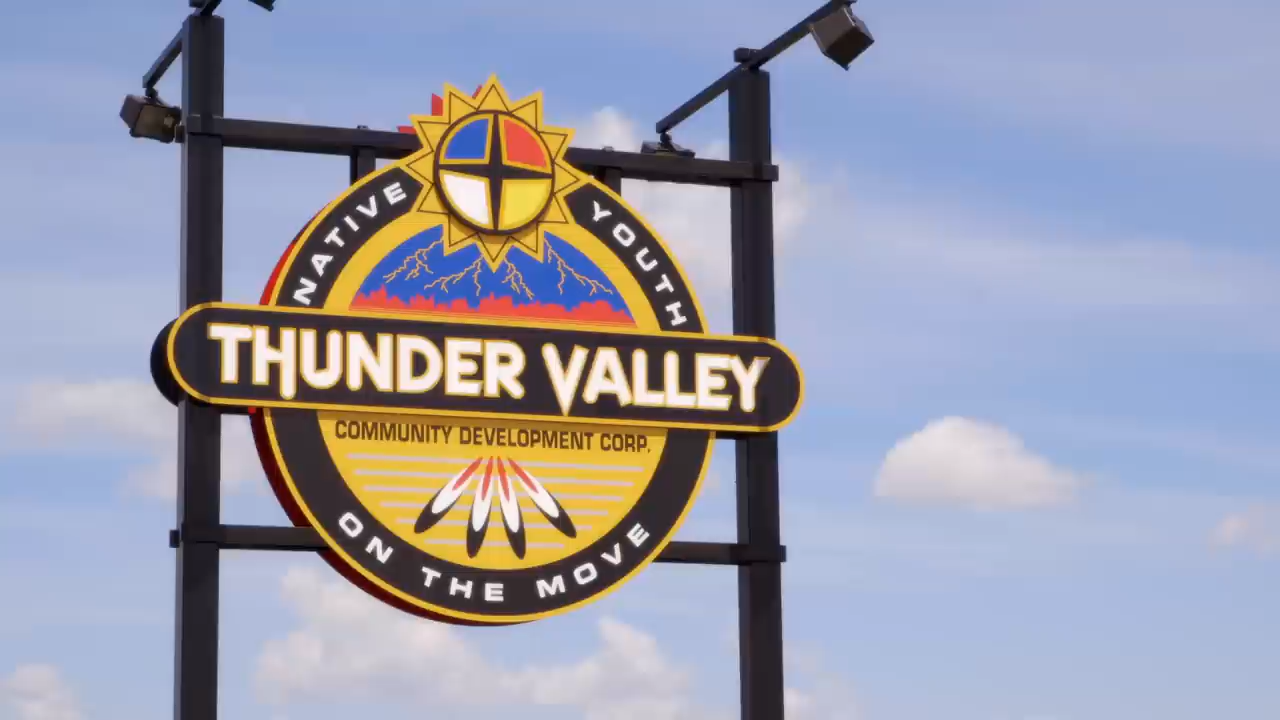 NATIVE YOUTH
THUNDER VALLEY
COMMUNITY DEVELOPMENT CORP.
ON THE MOVE